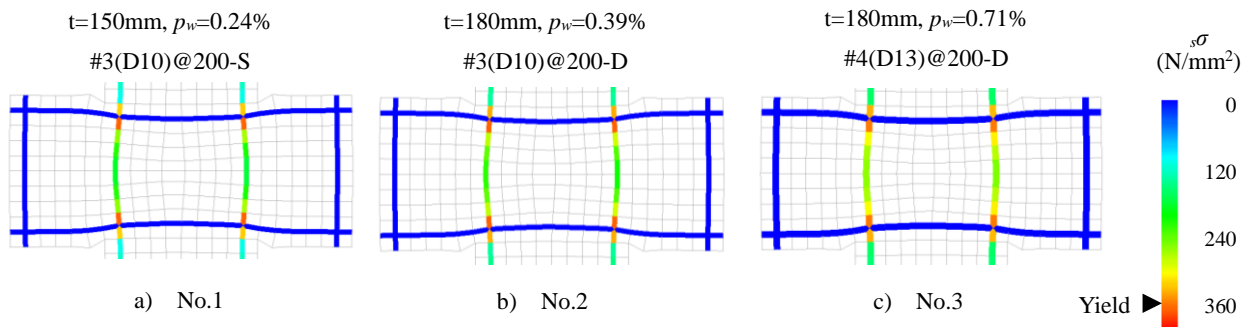 t=150mm, pw=0.24%
#3(D10)@200-S
t=180mm, pw=0.39%
#3(D10)@200-D
t=180mm, pw=0.71%
#4(D13)@200-D
sσ
(N/mm²)
0
120
240
Yield ► 360
a) No.1
b) No.2
c) No.3